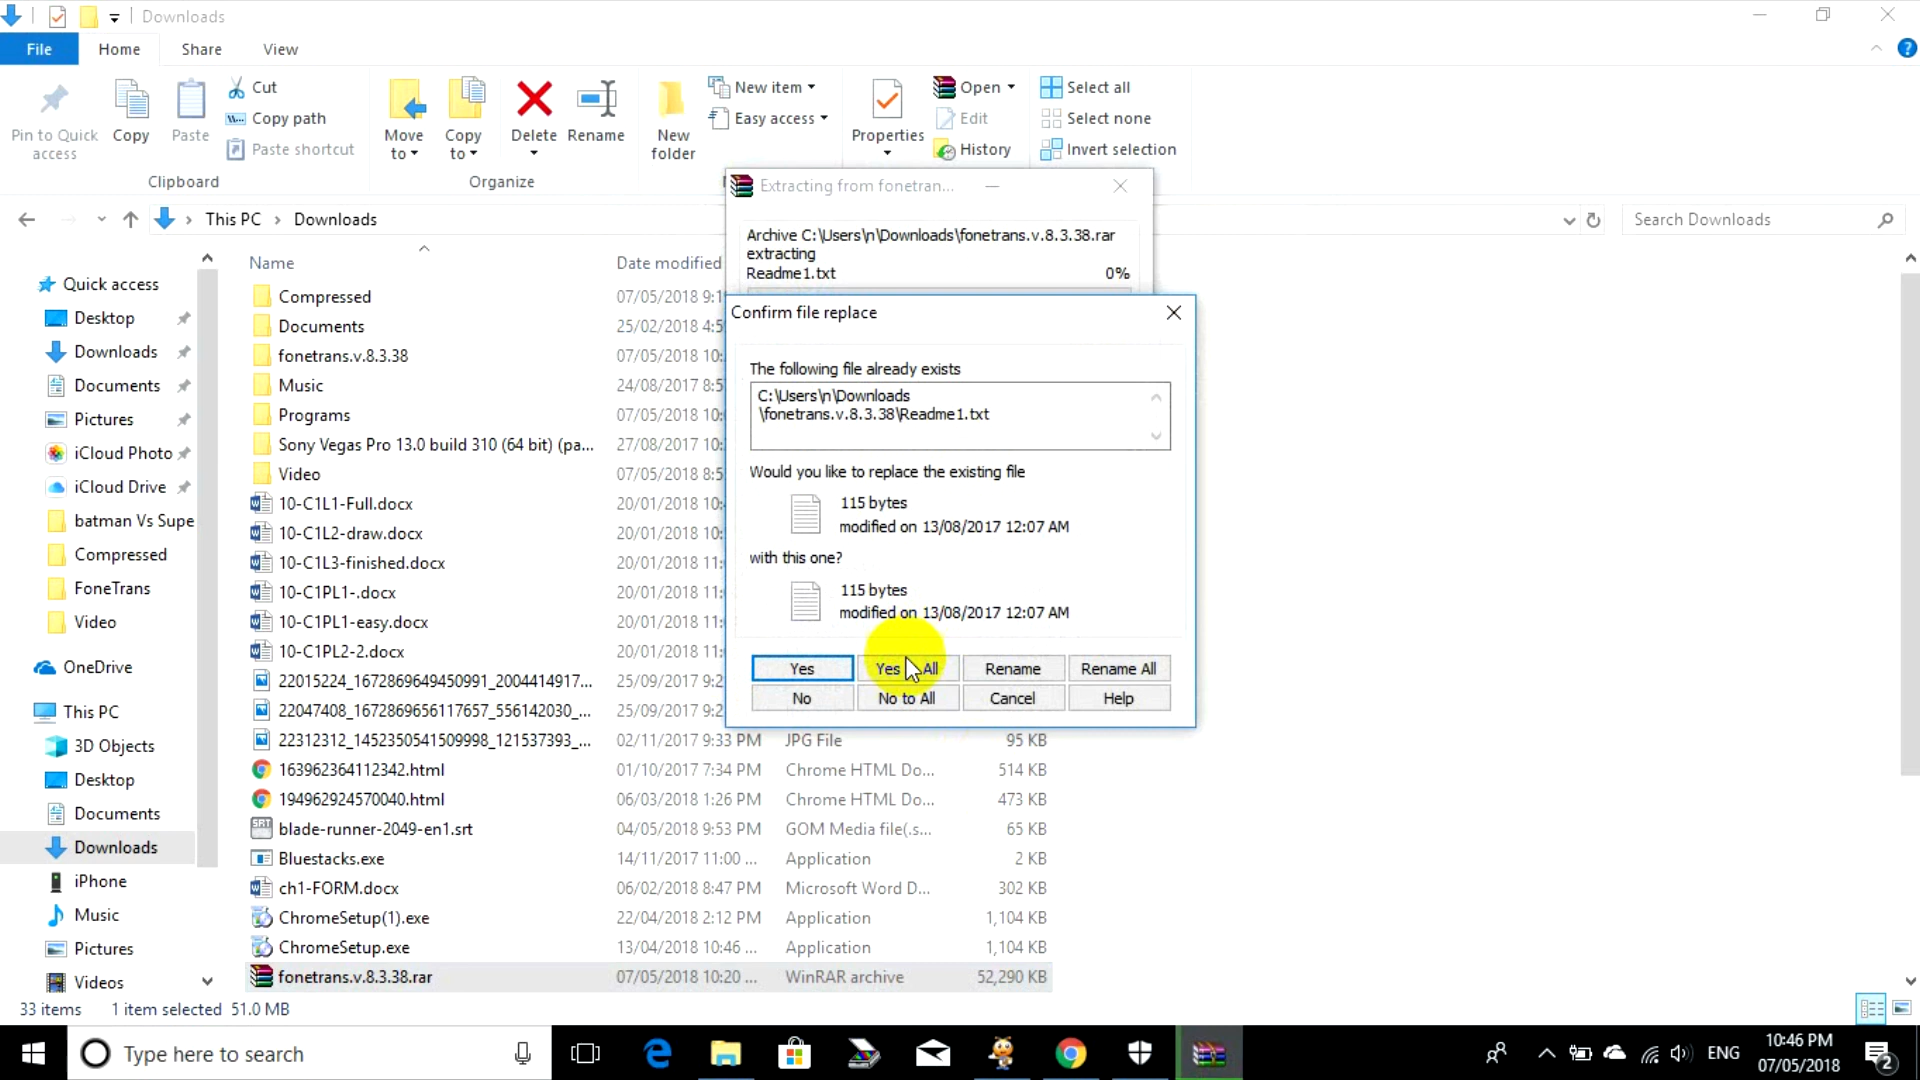 Downloads
File
Home
Share
View
Pin to Quick
access
Copy
Paste
Cut
Copy path
Paste shortcut
Move
to
Copy
to
Delete
Rename
New
folder
New item
Easy access
Properties
Open
Edit
History
Select all
Select none
Invert selection
Clipboard
Organize
This PC
Downloads
Search Downloads
Extracting from fonetran...
Archive C:\Users\n\Downloads\fonetrans.v.8.3.38.rar
extracting
Readme1.txt 0%
Confirm file replace
The following file already exists
C:\Users\n\Downloads
\fonetrans.v.8.3.38\Readme1.txt
Would you like to replace the existing file
115 bytes
modified on 13/08/2017 12:07 AM
with this one?
115 bytes
modified on 13/08/2017 12:07 AM
Yes
Yes All
Rename
Rename All
No
No to All
Cancel
Help
Quick access
Desktop
Downloads
Documents
Pictures
iCloud Photo
iCloud Drive
batman Vs Supe
Compressed
FoneTrans
Video
OneDrive
This PC
3D Objects
Desktop
Documents
Downloads
iPhone
Music
Pictures
Videos
Name Date modified
Compressed 07/05/2018 9:1
Documents 25/02/2018 4:5
fonetrans.v.8.3.38 07/05/2018 10:
Music 24/08/2017 8:5
Programs 07/05/2018 10:
Sony Vegas Pro 13.0 build 310 (64 bit) (pa... 27/08/2017 10:
Video 07/05/2018 8:5
10-C1L1-Full.docx 20/01/2018 10:
10-C1L2-draw.docx 20/01/2018 10:
10-C1L3-finished.docx 20/01/2018 11:
10-C1PL1-.docx 20/01/2018 11:
10-C1PL1-easy.docx 20/01/2018 11:
10-C1PL2-2.docx 20/01/2018 11:
22015224_1672869649450991_2004414917... 25/09/2017 9:2
22047408_1672869656117657_556142030_... 25/09/2017 9:2
22312312_1452350541509998_121537393_... 02/11/2017 9:33 PM JPG File 95 KB
163962364112342.html 01/10/2017 7:34 PM Chrome HTML Do... 514 KB
194962924570040.html 06/03/2018 1:26 PM Chrome HTML Do... 473 KB
blade-runner-2049-en1.srt 04/05/2018 9:53 PM GOM Media file(.s... 65 KB
Bluestacks.exe 14/11/2017 11:00 ... Application 2 KB
ch1-FORM.docx 06/02/2018 8:47 PM Microsoft Word D... 302 KB
ChromeSetup(1).exe 22/04/2018 2:12 PM Application 1,104 KB
ChromeSetup.exe 13/04/2018 10:46 ... Application 1,104 KB
fonetrans.v.8.3.38.rar 07/05/2018 10:20 ... WinRAR archive 52,290 KB
33 items 1 item selected 51.0 MB
Type here to search
ENG
10:46 PM
07/05/2018
2